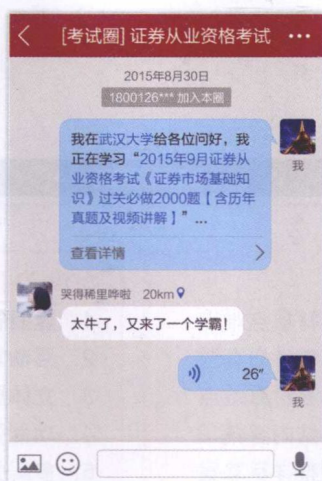 [考试圈] 证券从业资格考试
2015年8月30日
1800126*** 加入本圈
我在武汉大学给各位问好，我
正在学习“2015年9月证券从
业资格考试《证券市场基础知
识》过关必做2000题【含历年
真题及视频讲解】”...
查看详情
我
哭得稀里哗啦 20km
太牛了，又来了一个学霸！
26"
我